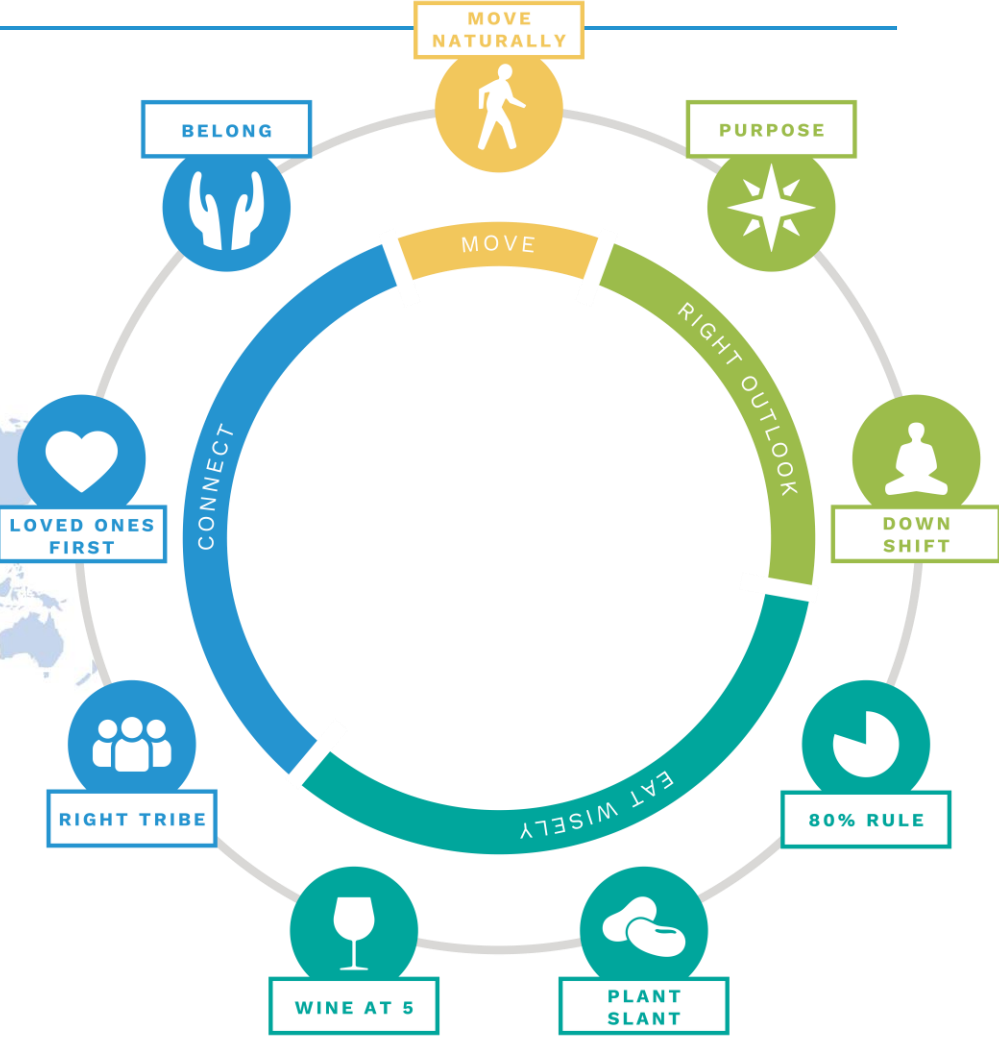 MOVE
NATURALLY
BELONG
PURPOSE
MOVE
RIGHT OUTLOOK
CONNECT
LOVED ONES
FIRST
DOWN
SHIFT
EAT WISELY
RIGHT TRIBE
80% RULE
WINE AT 5
PLANT
SLANT